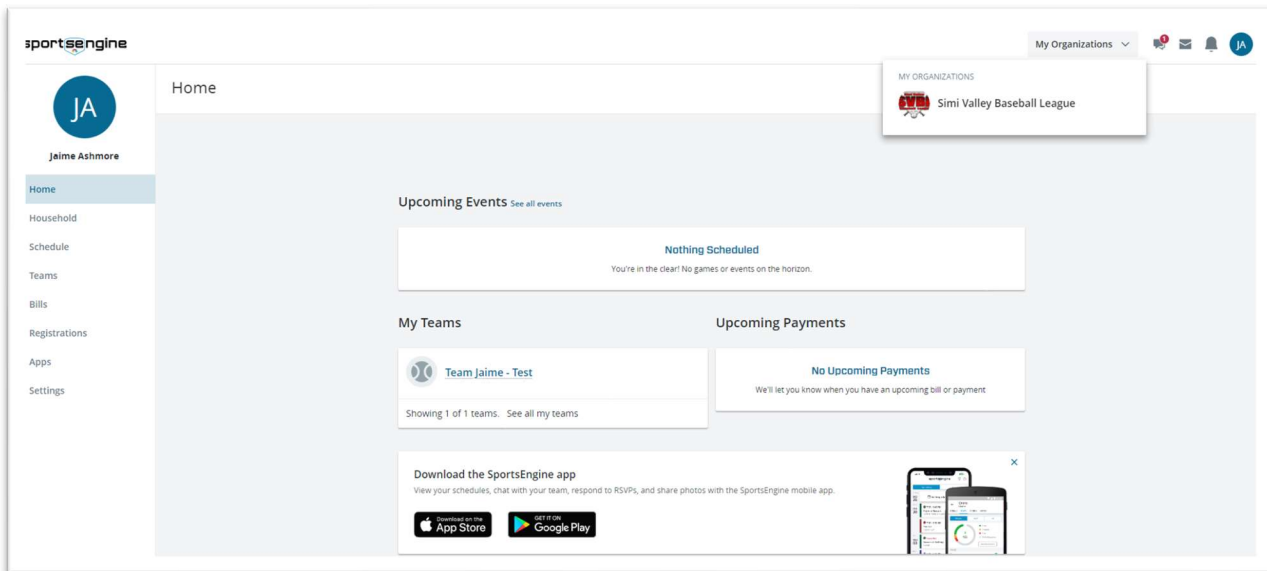 sportsengine
My Organizations
1
JA
MY ORGANIZATIONS
Simi Valley Baseball League
JA
Jaime Ashmore
Home
Household
Schedule
Teams
Bills
Registrations
Apps
Settings
Home
Upcoming Events See all events
Nothing Scheduled
You're in the clear! No games or events on the horizon.
My Teams
Team Jaime - Test
Showing 1 of 1 teams. See all my teams
Upcoming Payments
No Upcoming Payments
We'll let you know when you have an upcoming bill or payment
Download the SportsEngine app
View your schedules, chat with your team, respond to RSVPs, and share photos with the SportsEngine mobile app.
Download on the
App Store
GET IT ON
Google Play